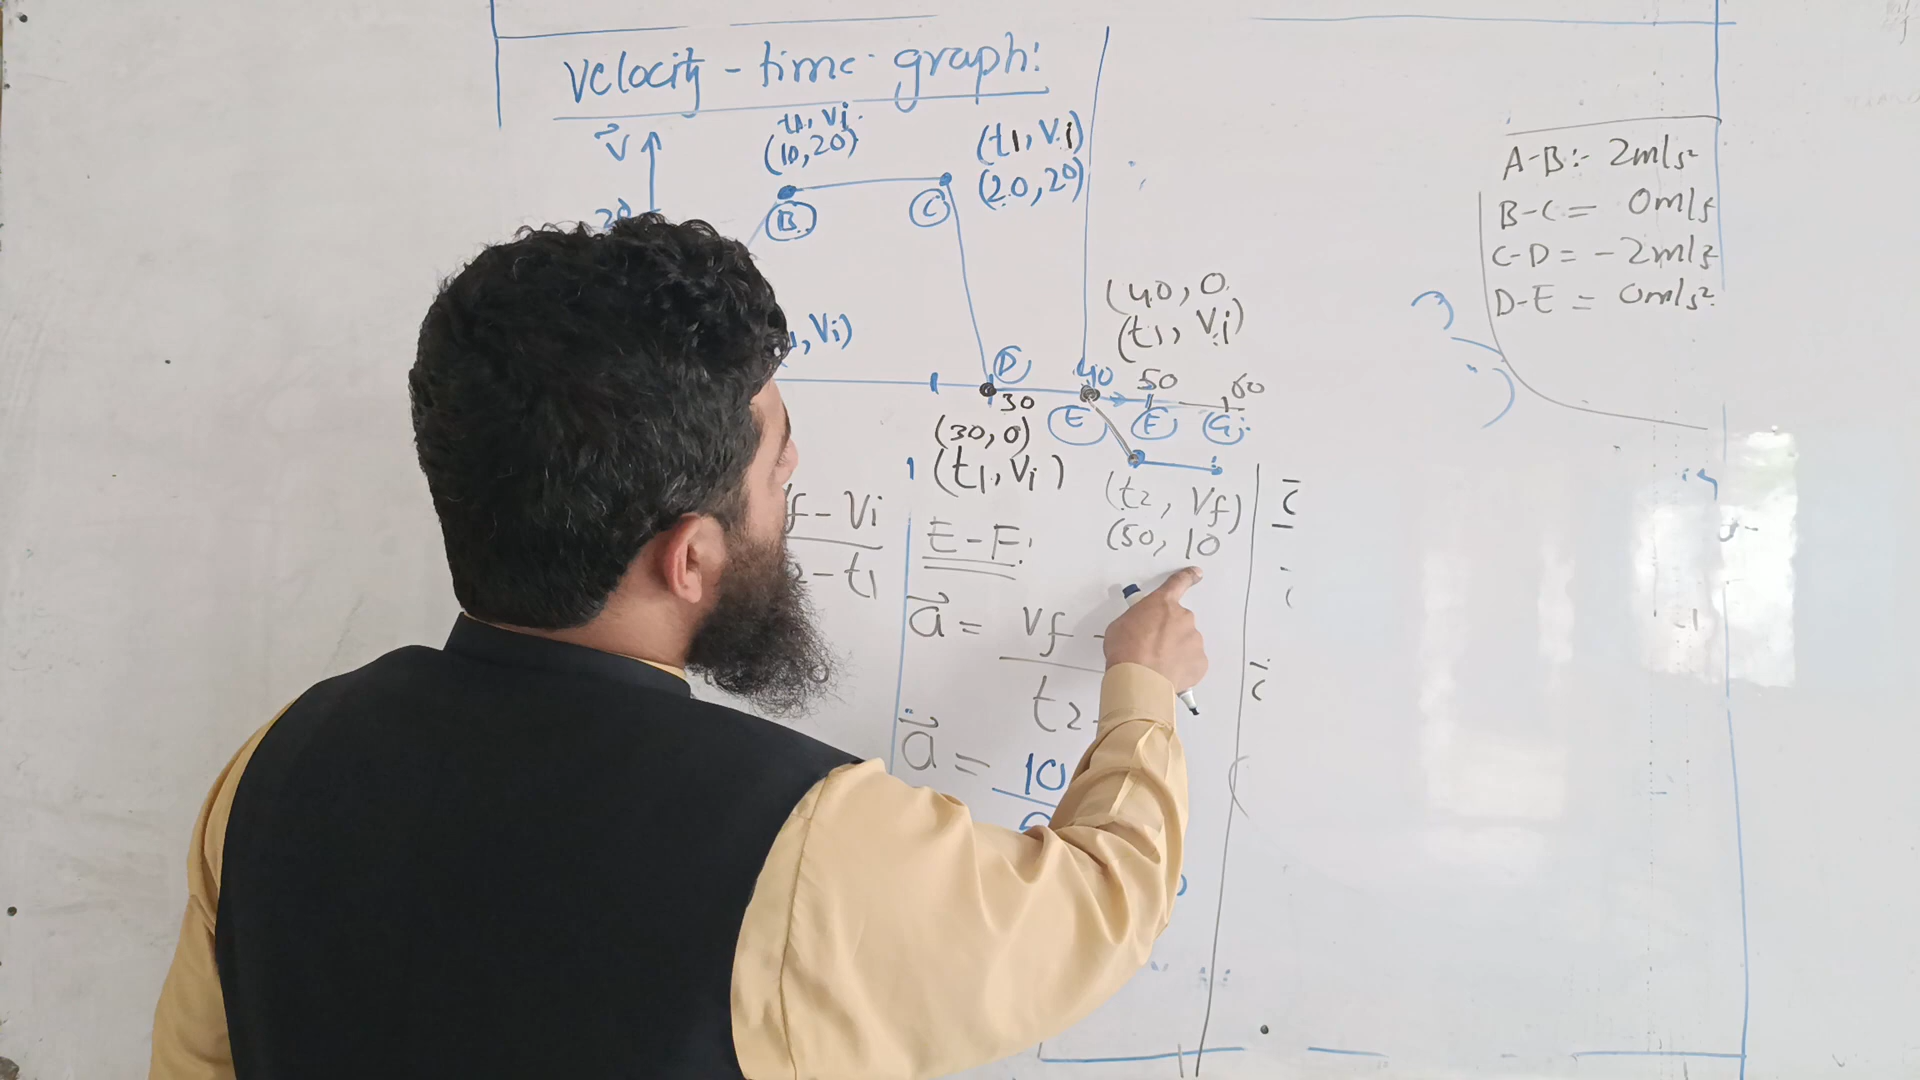 Velocity-time graph:
V
t1, Vi
(10,20)
(t1, Vi)
(20,20)
20
B
C
, Vi)
D
30
(30, 0)
(t1, Vi)
(40, 0
(t1, Vi)
40
50
60
E
F
G
(t2, Vf)
(50, 10
f - Vi
2 - t1
E-F:
a = Vf -
t2 -
a = 10
A-B:- 2m/s²
B-C = 0m/s
C-D = -2m/s
D-E = 0m/s²